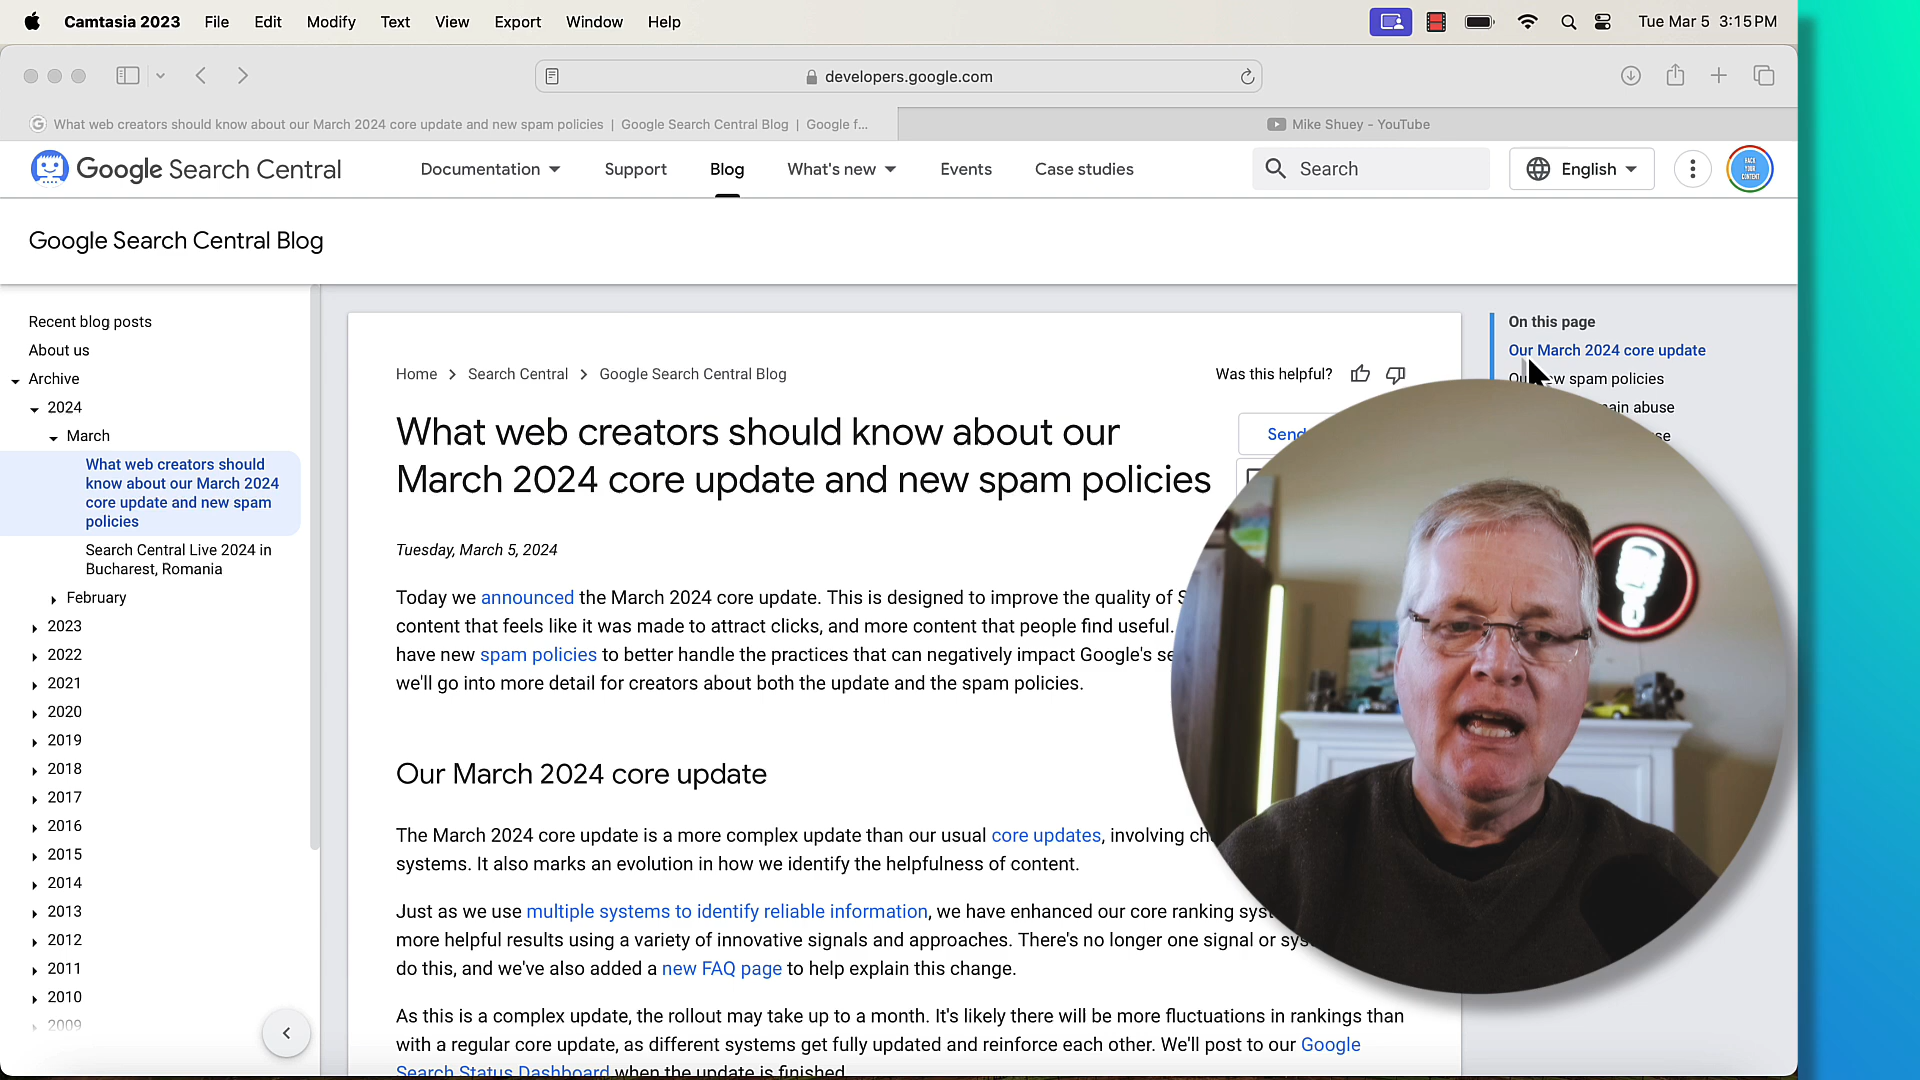 Camtasia 2023 File Edit Modify Text View Export Window Help Tue Mar 5 3:15 PM
developers.google.com
What web creators should know about our March 2024 core update and new spam policies | Google Search Central Blog | Google f...
Mike Shuey - YouTube
Google Search Central
Documentation Support Blog What's new Events Case studies Search English
HACK YOUR CONTENT
Google Search Central Blog
Recent blog posts
About us
Archive
2024
March
What web creators should
know about our March 2024
core update and new spam
policies
Search Central Live 2024 in
Bucharest, Romania
February
2023
2022
2021
2020
2019
2018
2017
2016
2015
2014
2013
2012
2011
2010
2009
Home > Search Central > Google Search Central Blog
Was this helpful?
Send
What web creators should know about our
March 2024 core update and new spam policies
Tuesday, March 5, 2024
Today we announced the March 2024 core update. This is designed to improve the quality of
content that feels like it was made to attract clicks, and more content that people find useful.
have new spam policies to better handle the practices that can negatively impact Google's
we'll go into more detail for creators about both the update and the spam policies.
Our March 2024 core update
The March 2024 core update is a more complex update than our usual core updates, involving
systems. It also marks an evolution in how we identify the helpfulness of content.
Just as we use multiple systems to identify reliable information, we have enhanced our core ranking
more helpful results using a variety of innovative signals and approaches. There's no longer one signal or
do this, and we've also added a new FAQ page to help explain this change.
As this is a complex update, the rollout may take up to a month. It's likely there will be more fluctuations in rankings than
with a regular core update, as different systems get fully updated and reinforce each other. We'll post to our Google
Search Status Dashboard when the update is finished.
On this page
Our March 2024 core update
spam policies
abuse